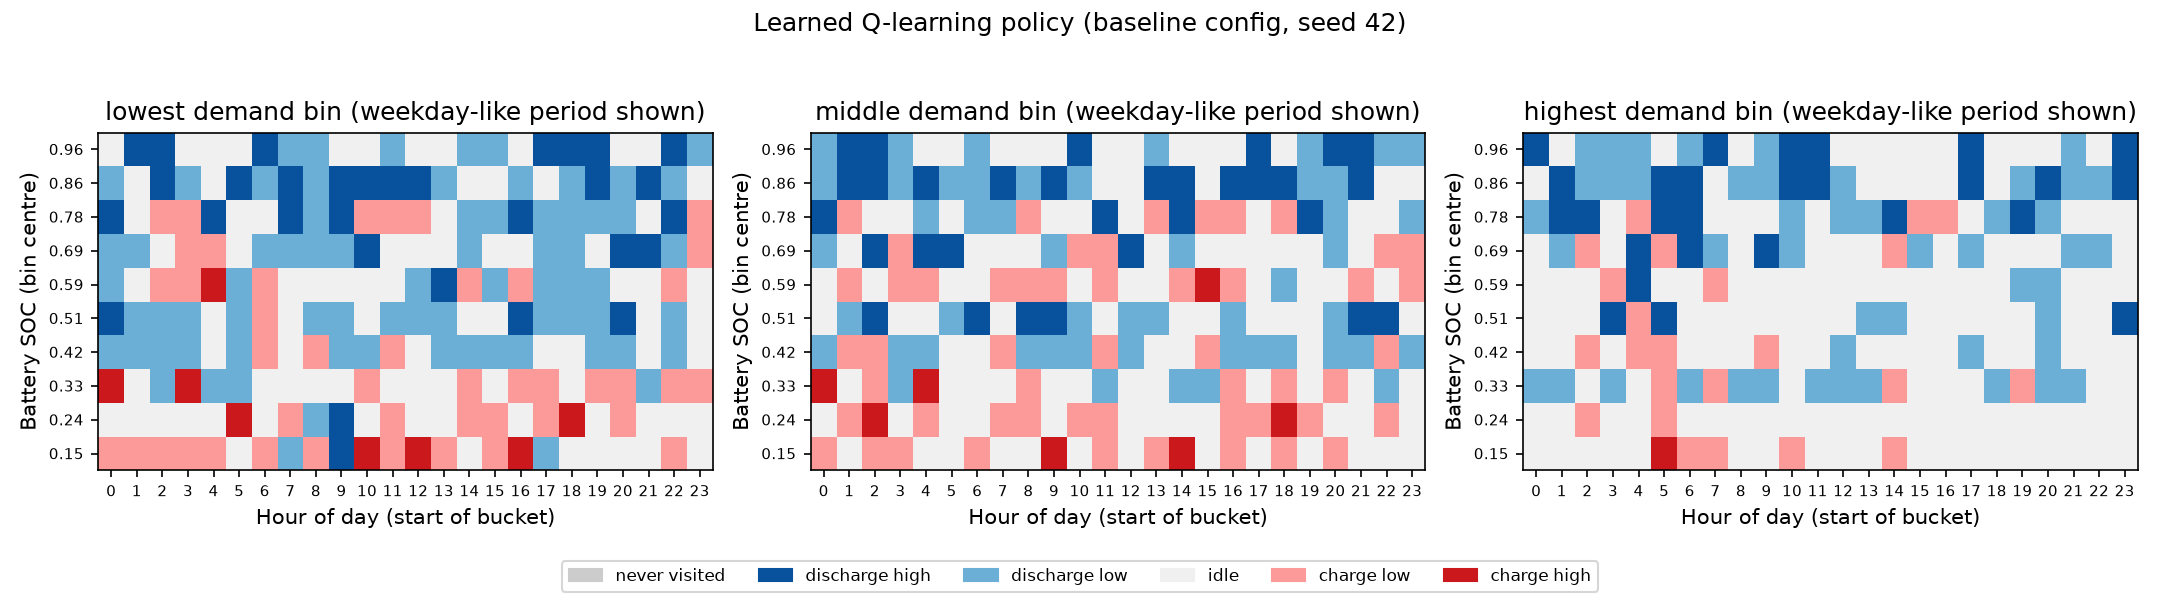 Learned Q-learning policy (baseline config, seed 42)
lowest demand bin (weekday-like period shown)
Battery SOC (bin centre)
0.96
0.86
0.78
0.69
0.59
0.51
0.42
0.33
0.24
0.15
0 1 2 3 4 5 6 7 8 9 10 11 12 13 14 15 16 17 18 19 20 21 22 23
Hour of day (start of bucket)
middle demand bin (weekday-like period shown)
Battery SOC (bin centre)
0.96
0.86
0.78
0.69
0.59
0.51
0.42
0.33
0.24
0.15
0 1 2 3 4 5 6 7 8 9 10 11 12 13 14 15 16 17 18 19 20 21 22 23
Hour of day (start of bucket)
highest demand bin (weekday-like period shown)
Battery SOC (bin centre)
0.96
0.86
0.78
0.69
0.59
0.51
0.42
0.33
0.24
0.15
0 1 2 3 4 5 6 7 8 9 10 11 12 13 14 15 16 17 18 19 20 21 22 23
Hour of day (start of bucket)
never visited discharge high discharge low idle charge low charge high